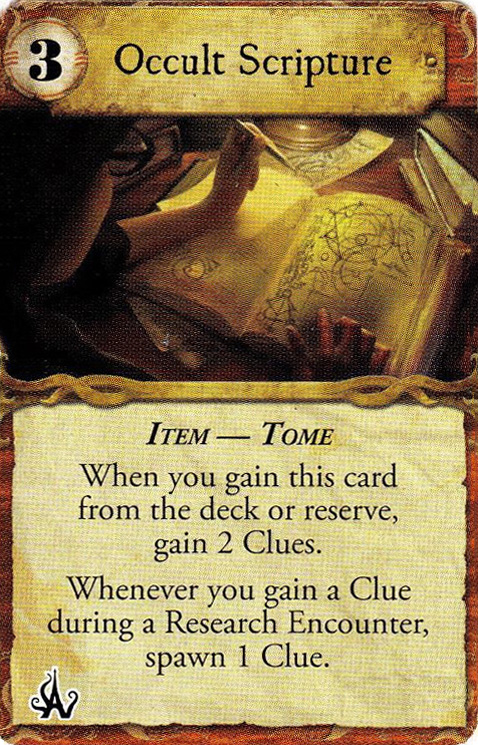 3
Occult Scripture
Item — Tome
When you gain this card
from the deck or reserve,
gain 2 Clues.
Whenever you gain a Clue
during a Research Encounter,
spawn 1 Clue.